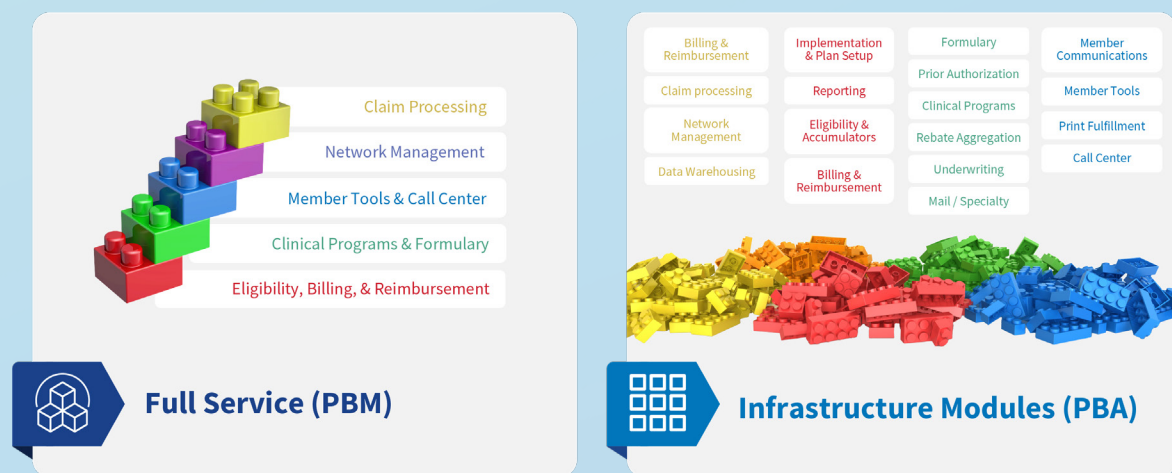 Claim Processing
Network Management
Member Tools & Call Center
Clinical Programs & Formulary
Eligibility, Billing, & Reimbursement
Full Service (PBM)
Billing &
Reimbursement
Claim processing
Network
Management
Data Warehousing
Implementation
& Plan Setup
Reporting
Eligibility &
Accumulators
Billing &
Reimbursement
Formulary
Prior Authorization
Clinical Programs
Rebate Aggregation
Underwriting
Mail / Specialty
Member
Communications
Member Tools
Print Fulfillment
Call Center
Infrastructure Modules (PBA)